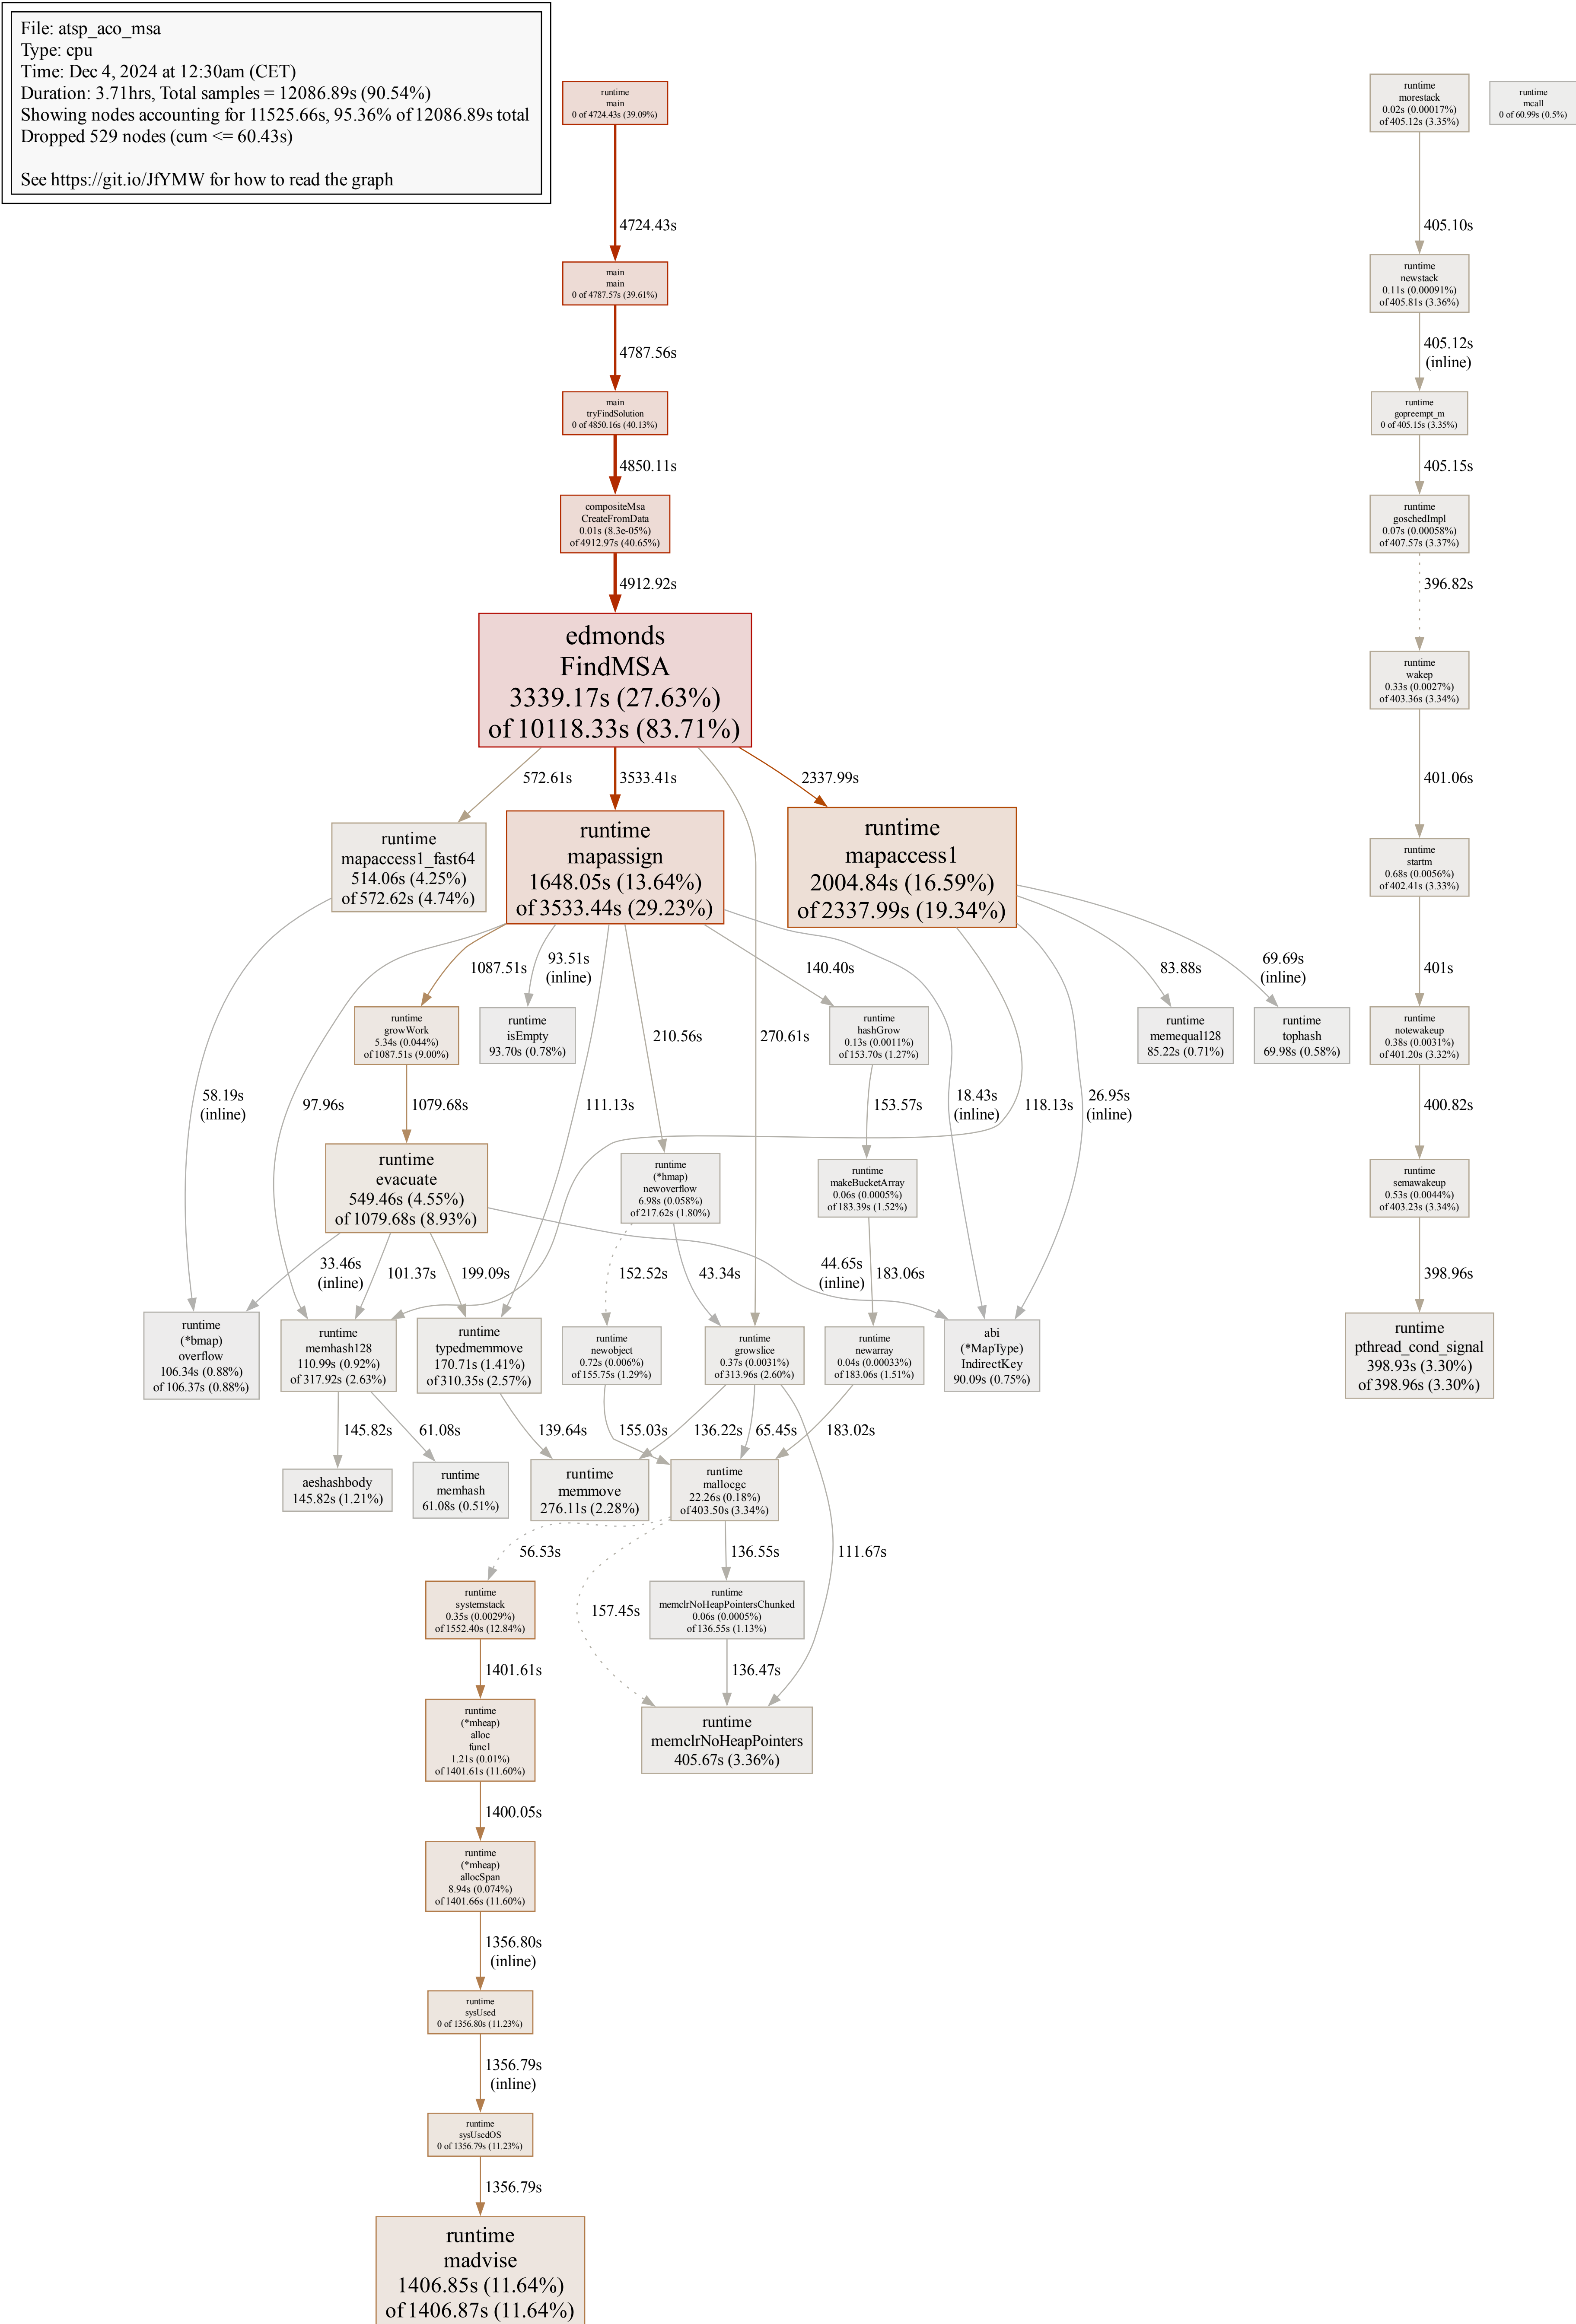 File: atsp_aco_msa
Type: cpu
Time: Dec 4, 2024 at 12:30am (CET)
Duration: 3.71hrs, Total samples = 12086.89s (90.54%)
Showing nodes accounting for 11525.66s, 95.36% of 12086.89s total
Dropped 529 nodes (cum <= 60.43s)
See https://git.io/JfYMW for how to read the graph
runtime
main
0 of 4724.43s (39.09%)
runtime
morestack
0.02s (0.00017%)
of 405.12s (3.35%)
runtime
mcall
0 of 60.99s (0.5%)
4724.43s
405.10s
main
main
0 of 4787.57s (39.61%)
runtime
newstack
0.11s (0.00091%)
of 405.81s (3.36%)
4787.56s
405.12s
(inline)
main
tryFindSolution
0 of 4850.16s (40.13%)
runtime
gopreempt_m
0 of 405.15s (3.35%)
4850.11s
405.15s
compositeMsa
CreateFromData
0.01s (8.3e-05%)
of 4912.97s (40.65%)
runtime
goschedImpl
0.07s (0.00058%)
of 407.57s (3.37%)
4912.92s
396.82s
edmonds
FindMSA
3339.17s (27.63%)
of 10118.33s (83.71%)
runtime
wakep
0.33s (0.0027%)
of 403.36s (3.34%)
572.61s
3533.41s
2337.99s
401.06s
runtime
mapaccess1_fast64
514.06s (4.25%)
of 572.62s (4.74%)
runtime
mapassign
1648.05s (13.64%)
of 3533.44s (29.23%)
runtime
mapaccess1
2004.84s (16.59%)
of 2337.99s (19.34%)
runtime
startm
0.68s (0.0056%)
of 402.41s (3.33%)
1087.51s
93.51s
(inline)
140.40s
83.88s
69.69s
(inline)
401s
runtime
growWork
5.34s (0.044%)
of 1087.51s (9.00%)
runtime
isEmpty
93.70s (0.78%)
210.56s
270.61s
runtime
hashGrow
0.13s (0.0011%)
of 153.70s (1.27%)
runtime
memequal128
85.22s (0.71%)
runtime
tophash
69.98s (0.58%)
runtime
notewakeup
0.38s (0.0031%)
of 401.20s (3.32%)
58.19s
(inline)
97.96s
1079.68s
111.13s
153.57s
18.43s
(inline)
118.13s
26.95s
(inline)
400.82s
runtime
evacuate
549.46s (4.55%)
of 1079.68s (8.93%)
runtime
(*hmap)
newoverflow
6.98s (0.058%)
of 217.62s (1.80%)
runtime
makeBucketArray
0.06s (0.0005%)
of 183.39s (1.52%)
runtime
semawakeup
0.53s (0.0044%)
of 403.23s (3.34%)
33.46s
(inline)
101.37s
199.09s
152.52s
43.34s
44.65s
(inline)
183.06s
398.96s
runtime
(*bmap)
overflow
106.34s (0.88%)
of 106.37s (0.88%)
runtime
memhash128
110.99s (0.92%)
of 317.92s (2.63%)
runtime
typedmemmove
170.71s (1.41%)
of 310.35s (2.57%)
runtime
newobject
0.72s (0.006%)
of 155.75s (1.29%)
runtime
growslice
0.37s (0.0031%)
of 313.96s (2.60%)
runtime
newarray
0.04s (0.00033%)
of 183.06s (1.51%)
abi
(*MapType)
IndirectKey
90.09s (0.75%)
runtime
pthread_cond_signal
398.93s (3.30%)
of 398.96s (3.30%)
145.82s
61.08s
139.64s
155.03s
136.22s
65.45s
183.02s
aeshashbody
145.82s (1.21%)
runtime
memhash
61.08s (0.51%)
runtime
memmove
276.11s (2.28%)
runtime
mallocgc
22.26s (0.18%)
of 403.50s (3.34%)
56.53s
136.55s
111.67s
runtime
systemstack
0.35s (0.0029%)
of 1552.40s (12.84%)
157.45s
runtime
memclrNoHeapPointersChunked
0.06s (0.0005%)
of 136.55s (1.13%)
1401.61s
136.47s
runtime
(*mheap)
alloc
func1
1.21s (0.01%)
of 1401.61s (11.60%)
runtime
memclrNoHeapPointers
405.67s (3.36%)
1400.05s
runtime
(*mheap)
allocSpan
8.94s (0.074%)
of 1401.66s (11.60%)
1356.80s
(inline)
runtime
sysUsed
0 of 1356.80s (11.23%)
1356.79s
(inline)
runtime
sysUsedOS
0 of 1356.79s (11.23%)
1356.79s
runtime
madvise
1406.85s (11.64%)
of 1406.87s (11.64%)